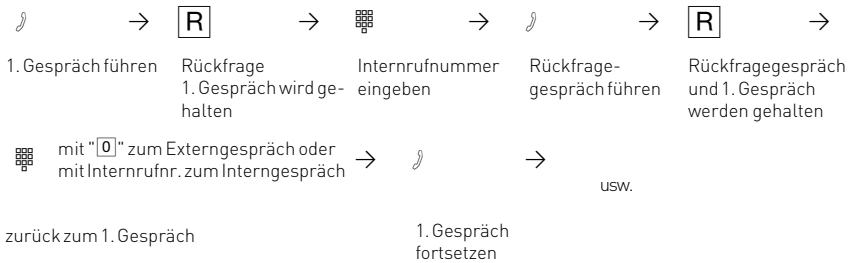 R
R
1. Gespräch führen
Rückfrage
1. Gespräch wird ge-
halten
Internrufnummer
eingeben
Rückfrage-
gespräch führen
Rückfragegespräch
und 1. Gespräch
werden gehalten
mit "0" zum Externgespräch oder
mit Internrufnr. zum Interngespräch
usw.
zurück zum 1. Gespräch
1. Gespräch
fortsetzen